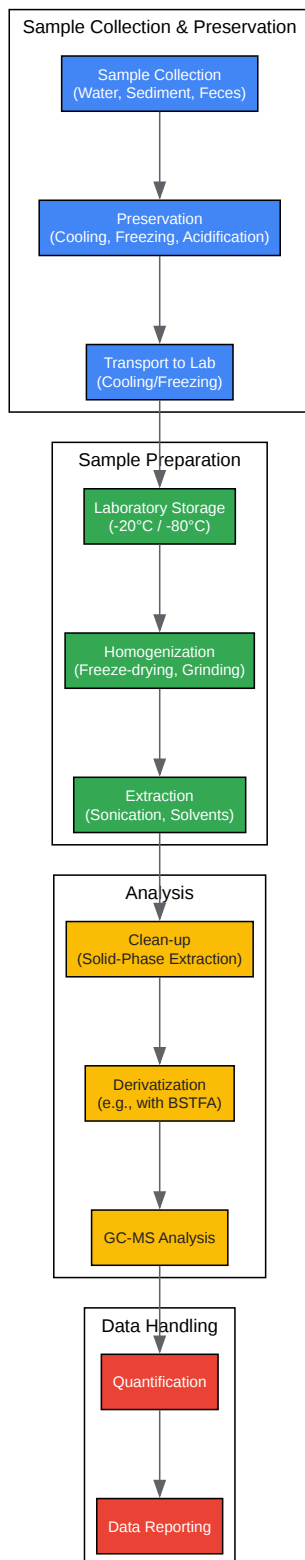 Sample Collection & Preservation
Sample Collection
(Water, Sediment, Feces)
Preservation
(Cooling, Freezing, Acidification)
Transport to Lab
(Cooling/Freezing)
Sample Preparation
Laboratory Storage
(-20°C / -80°C)
Homogenization
(Freeze-drying, Grinding)
Extraction
(Sonication, Solvents)
Analysis
Clean-up
(Solid-Phase Extraction)
Derivatization
(e.g., with BSTFA)
GC-MS Analysis
Data Handling
Quantification
Data Reporting